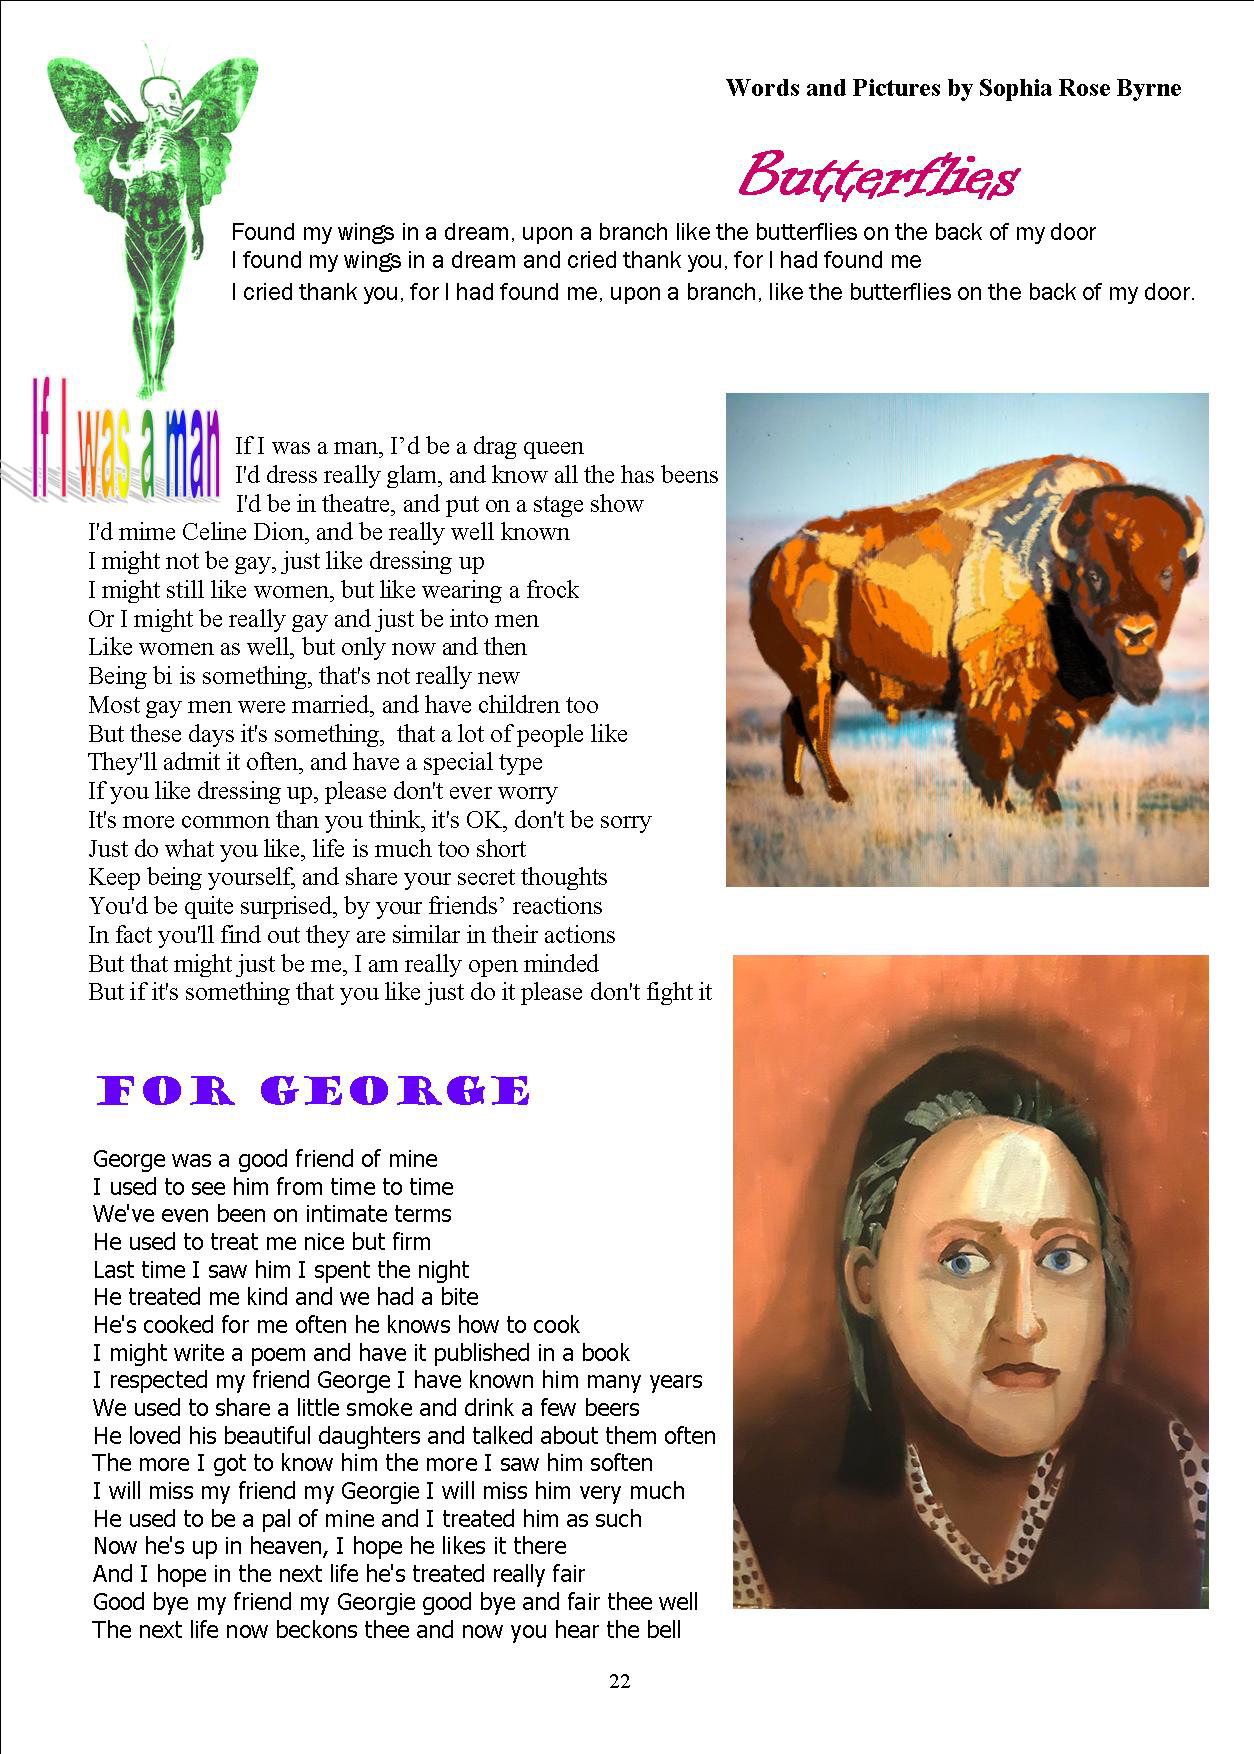 Words and Pictures by Sophia Rose Byrne
Butterflies
Found my wings in a dream, upon a branch like the butterflies on the back of my door
I found my wings in a dream and cried thank you, for I had found me
I cried thank you, for I had found me, upon a branch, like the butterflies on the back of my door.
If I was a man
If I was a man, I’d be a drag queen
I'd dress really glam, and know all the has beens
I'd be in theatre, and put on a stage show
I'd mime Celine Dion, and be really well known
I might not be gay, just like dressing up
I might still like women, but like wearing a frock
Or I might be really gay and just be into men
Like women as well, but only now and then
Being bi is something, that's not really new
Most gay men were married, and have children too
But these days it's something,  that a lot of people like
They'll admit it often, and have a special type
If you like dressing up, please don't ever worry
It's more common than you think, it's OK, don't be sorry
Just do what you like, life is much too short
Keep being yourself, and share your secret thoughts
You'd be quite surprised, by your friends’ reactions
In fact you'll find out they are similar in their actions
But that might just be me, I am really open minded
But if it's something that you like just do it please don't fight it
FOR GEORGE
George was a good friend of mine
I used to see him from time to time
We've even been on intimate terms
He used to treat me nice but firm
Last time I saw him I spent the night
He treated me kind and we had a bite
He's cooked for me often he knows how to cook
I might write a poem and have it published in a book
I respected my friend George I have known him many years
We used to share a little smoke and drink a few beers
He loved his beautiful daughters and talked about them often
The more I got to know him the more I saw him soften
I will miss my friend my Georgie I will miss him very much
He used to be a pal of mine and I treated him as such
Now he's up in heaven, I hope he likes it there
And I hope in the next life he's treated really fair
Good bye my friend my Georgie good bye and fair thee well
The next life now beckons thee and now you hear the bell
22